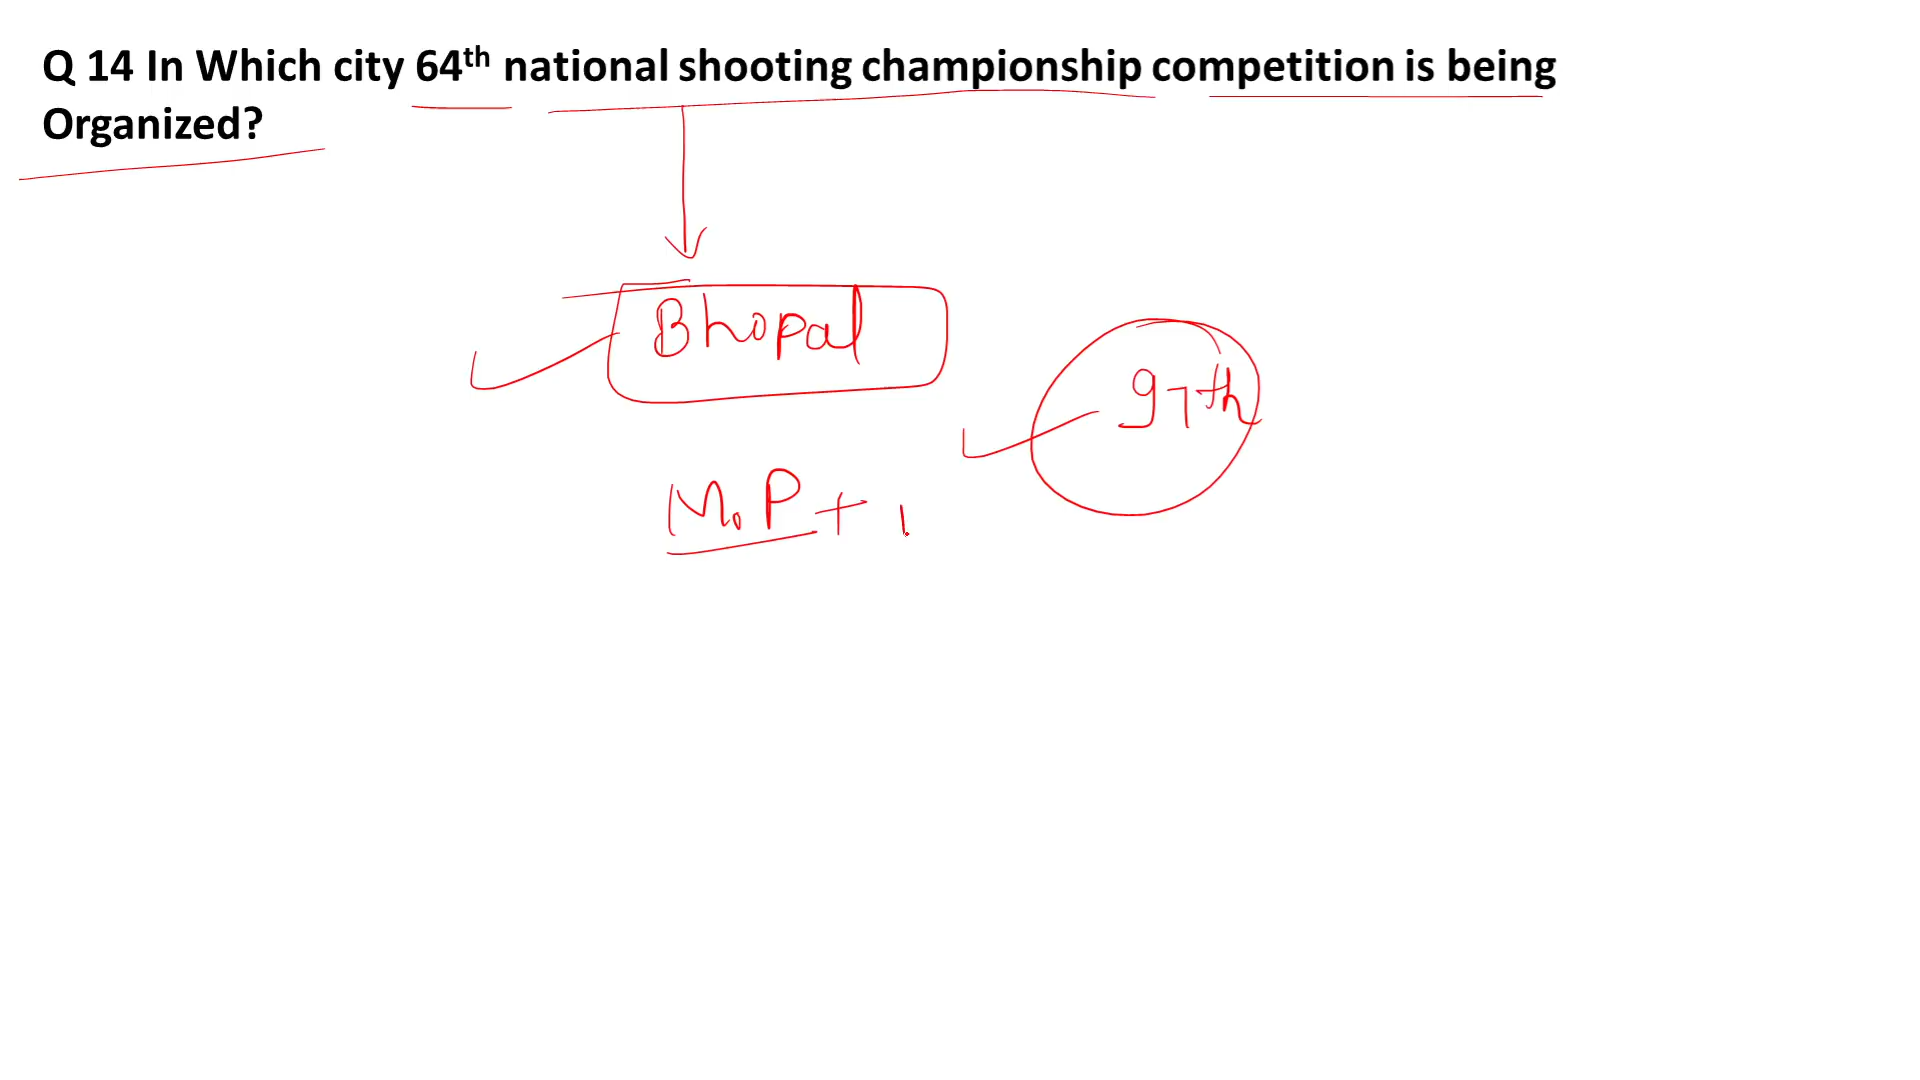 Q 14 In Which city 64th national shooting championship competition is being
Organized?
Bhopal
97th
M.P +